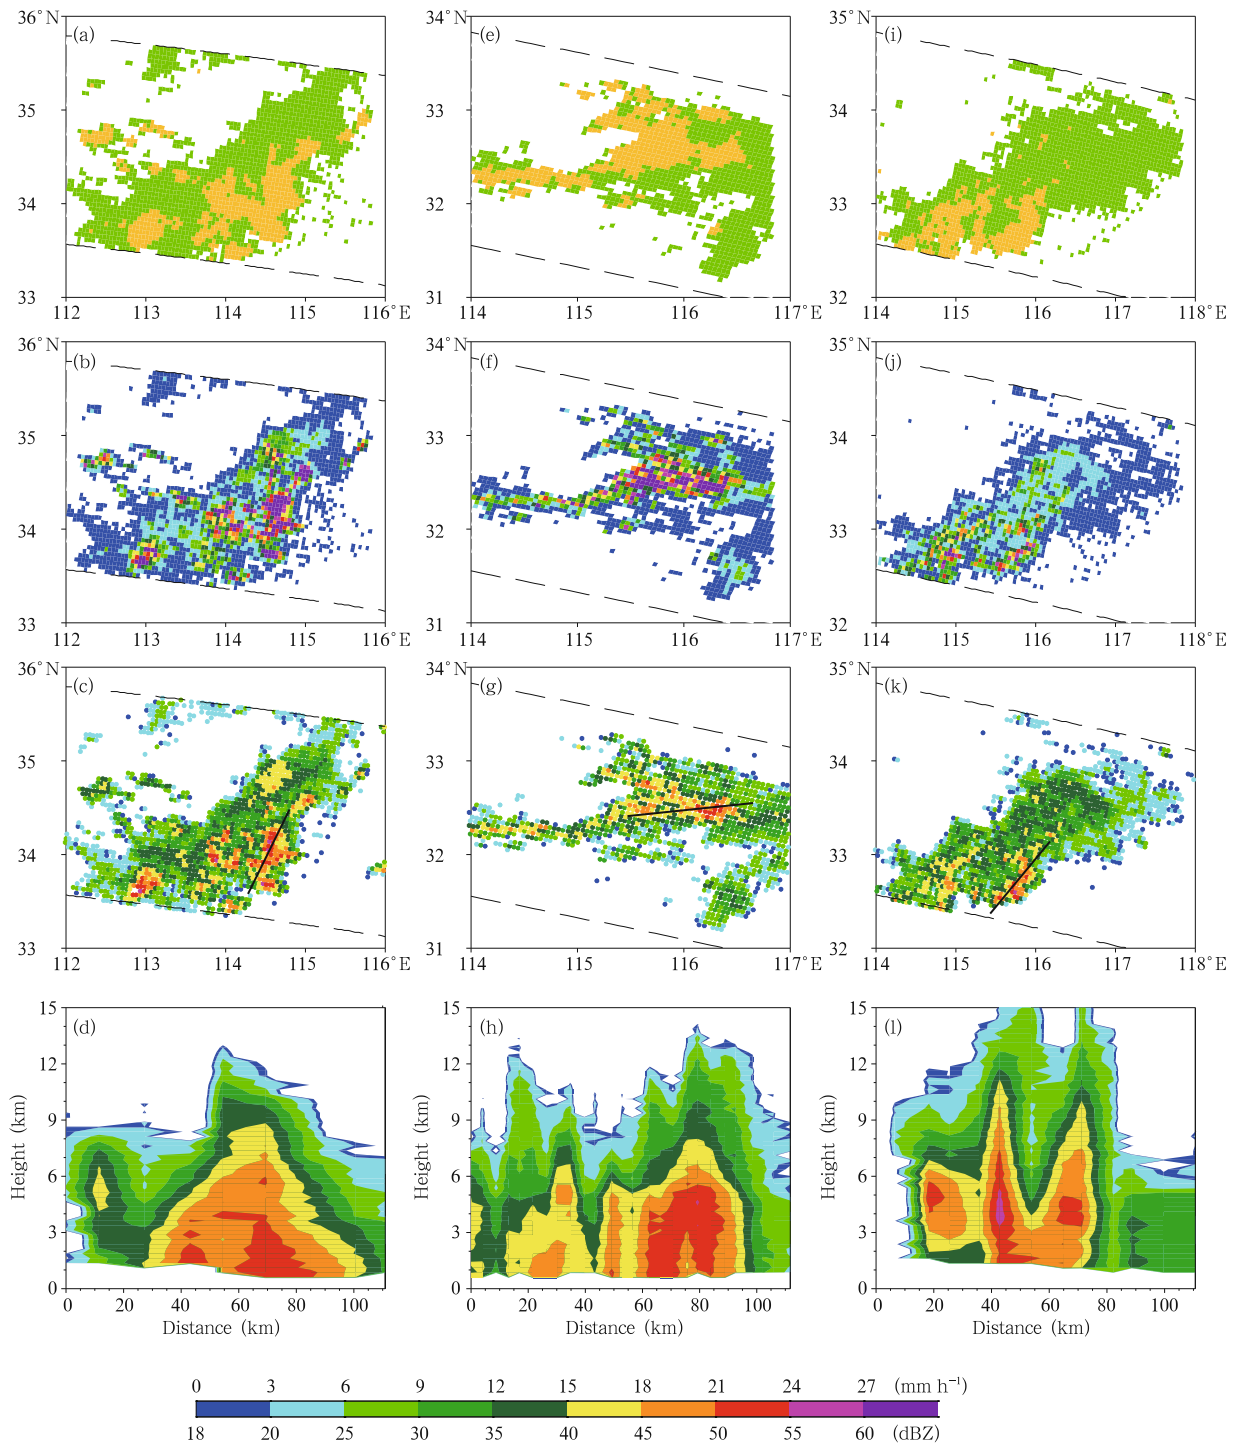 36°N (a) 34°N (e) 35°N (i)
35 33 34
34 32 33
33 31 32
112 113 114 115 116°E 114 115 116 117°E 114 115 116 117 118°E
36°N (b) 34°N (f) 35°N (j)
35 33 34
34 32 33
33 31 32
112 113 114 115 116°E 114 115 116 117°E 114 115 116 117 118°E
36°N (c) 34°N (g) 35°N (k)
35 33 34
34 32 33
33 31 32
112 113 114 115 116°E 114 115 116 117°E 114 115 116 117 118°E
15 (d) 15 (h) 15 (l)
12 12 12
9 9 9
Height (km) Height (km) Height (km)
6 6 6
3 3 3
0 0 0
0 20 40 60 80 100 0 20 40 60 80 100 0 20 40 60 80 100
Distance (km) Distance (km) Distance (km)
0 3 6 9 12 15 18 21 24 27 (mm h⁻¹)
18 20 25 30 35 40 45 50 55 60 (dBZ)